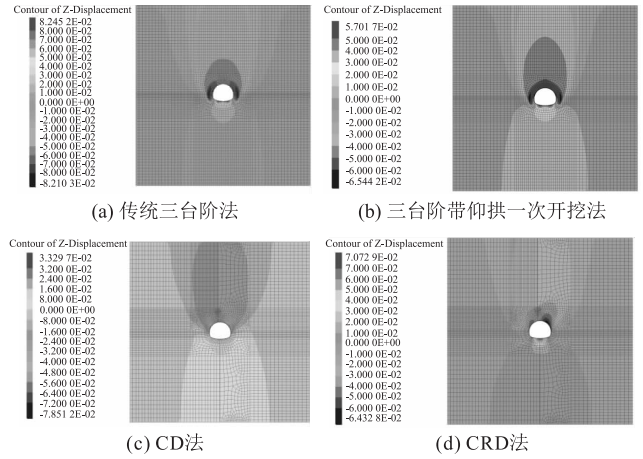 Contour of Z-Displacement
8.245 2E-02
8.000 0E-02
7.000 0E-02
6.000 0E-02
5.000 0E-02
4.000 0E-02
3.000 0E-02
2.000 0E-02
1.000 0E-02
0.000 0E+00
-1.000 0E-02
-2.000 0E-02
-3.000 0E-02
-4.000 0E-02
-5.000 0E-02
-6.000 0E-02
-7.000 0E-02
-8.000 0E-02
-8.210 3E-02
(a) 传统三台阶法
Contour of Z-Displacement
5.701 7E-02
5.000 0E-02
4.000 0E-02
3.000 0E-02
2.000 0E-02
1.000 0E-02
0.000 0E+00
-1.000 0E-02
-2.000 0E-02
-3.000 0E-02
-4.000 0E-02
-5.000 0E-02
-6.000 0E-02
-6.544 2E-02
(b) 三台阶带仰拱一次开挖法
Contour of Z-Displacement
3.329 7E-02
3.200 0E-02
2.400 0E-02
1.600 0E-02
8.000 0E-02
0.000 0E+00
-8.000 0E-02
-1.600 0E-02
-2.400 0E-02
-3.200 0E-02
-4.000 0E-02
-4.800 0E-02
-5.600 0E-02
-6.400 0E-02
-7.200 0E-02
-7.851 2E-02
(c) CD法
Contour of Z-Displacement
7.072 9E-02
7.000 0E-02
6.000 0E-02
5.000 0E-02
4.000 0E-02
3.000 0E-02
2.000 0E-02
1.000 0E-02
0.000 0E+00
-1.000 0E-02
-2.000 0E-02
-3.000 0E-02
-4.000 0E-02
-5.000 0E-02
-6.000 0E-02
-6.432 8E-02
(d) CRD法